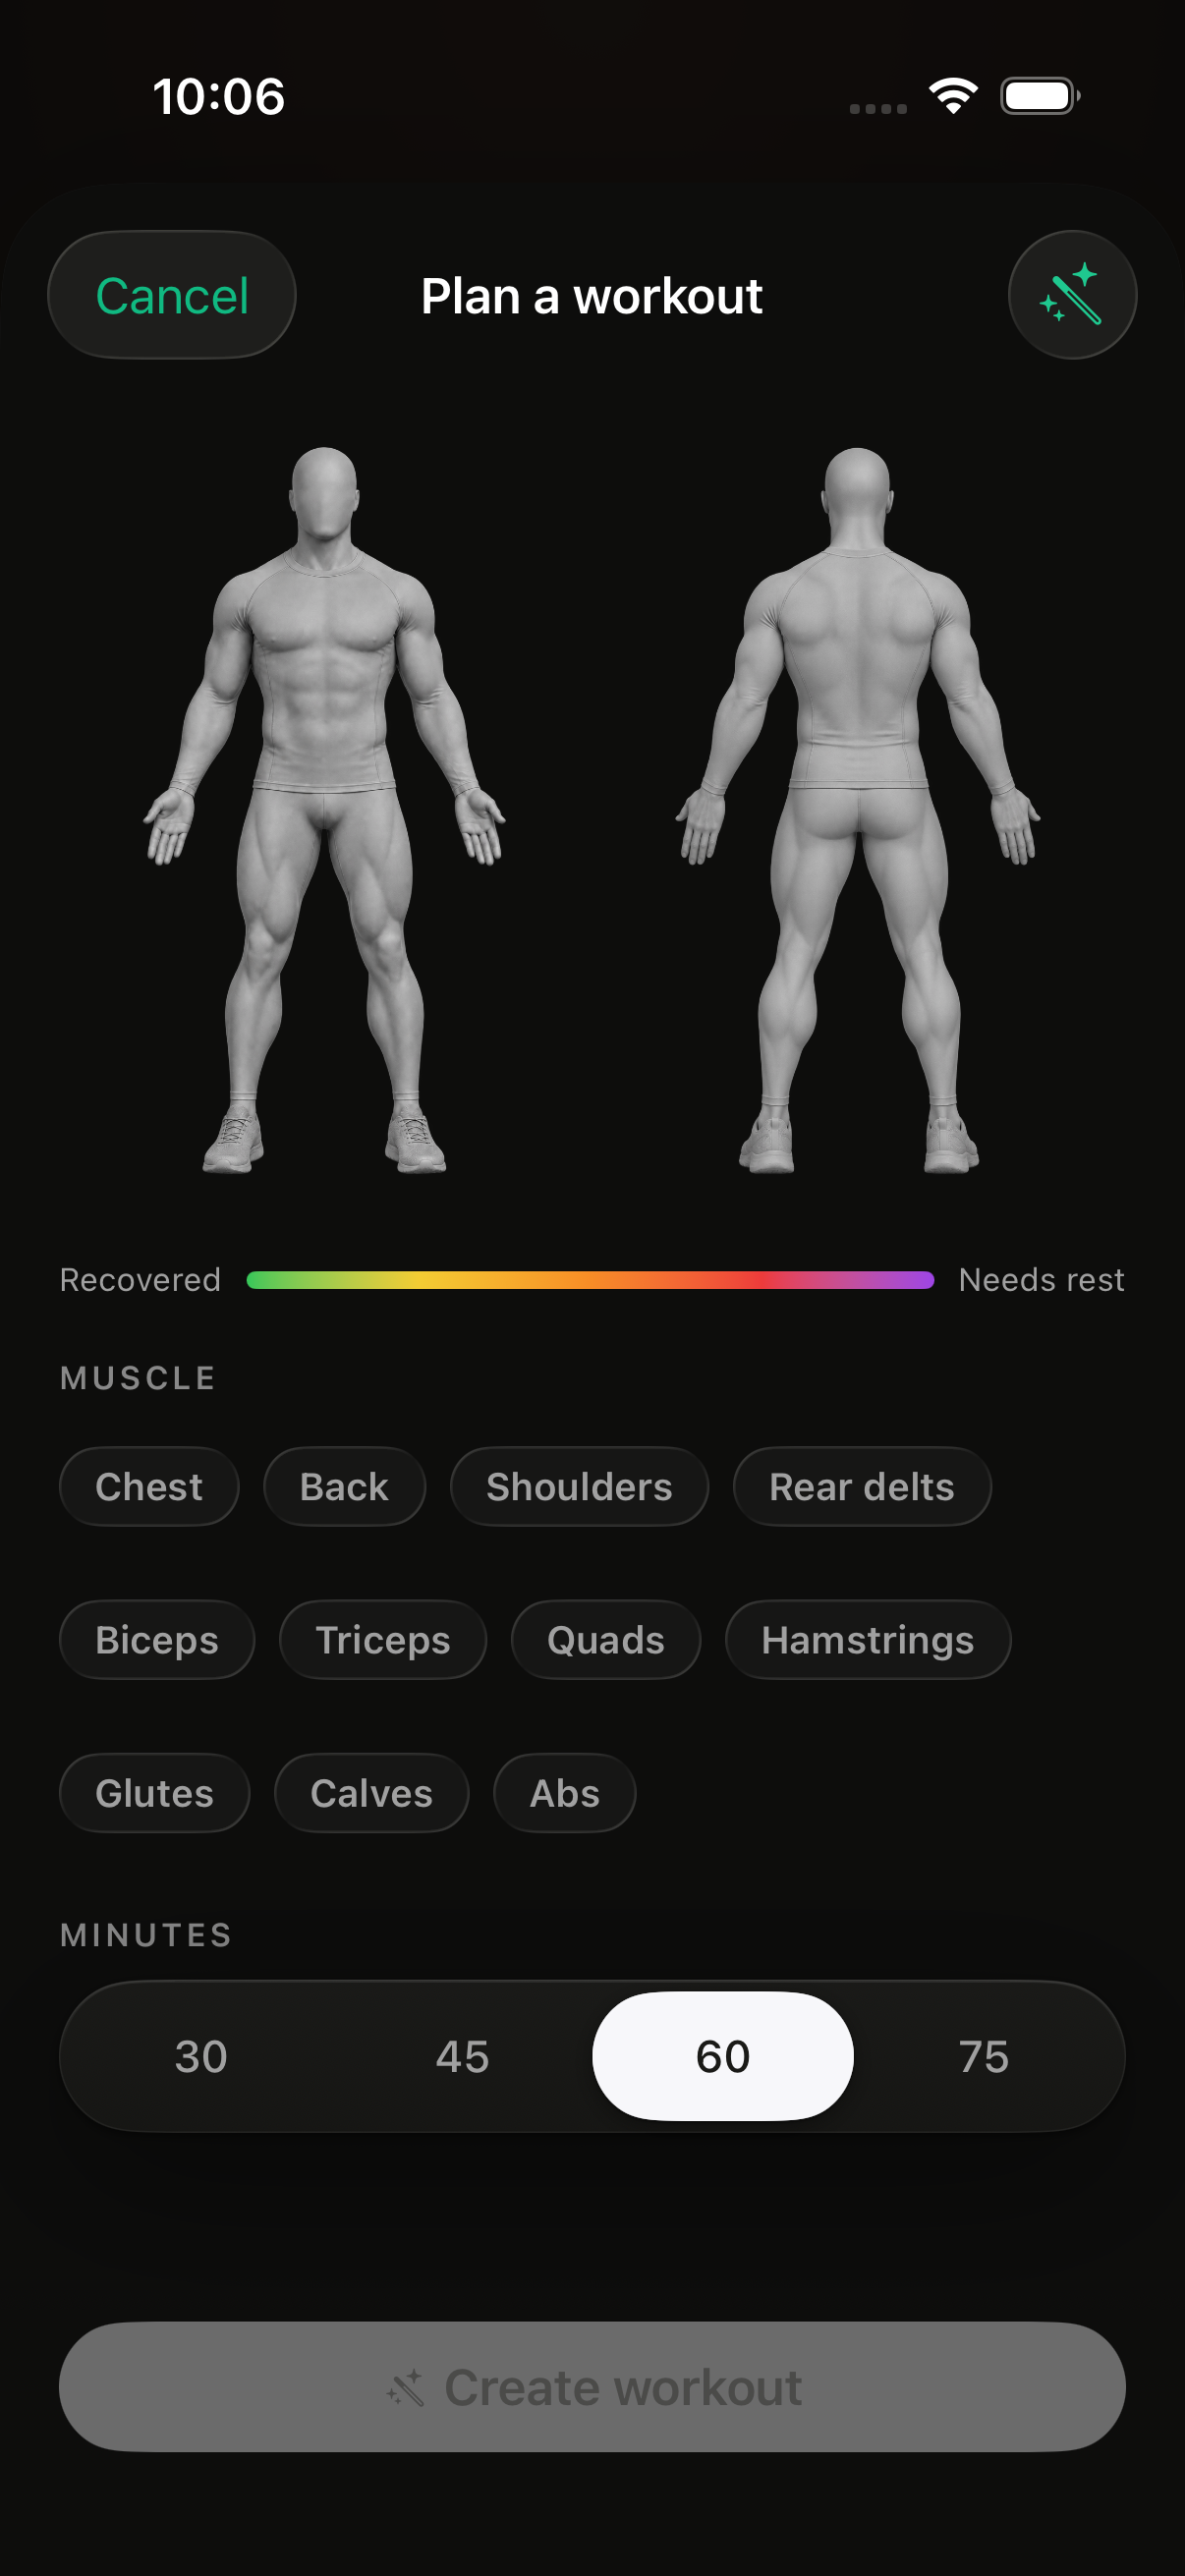 10:06
Cancel
Plan a workout
Recovered
Needs rest
MUSCLE
Chest
Back
Shoulders
Rear delts
Biceps
Triceps
Quads
Hamstrings
Glutes
Calves
Abs
MINUTES
30
45
60
75
Create workout